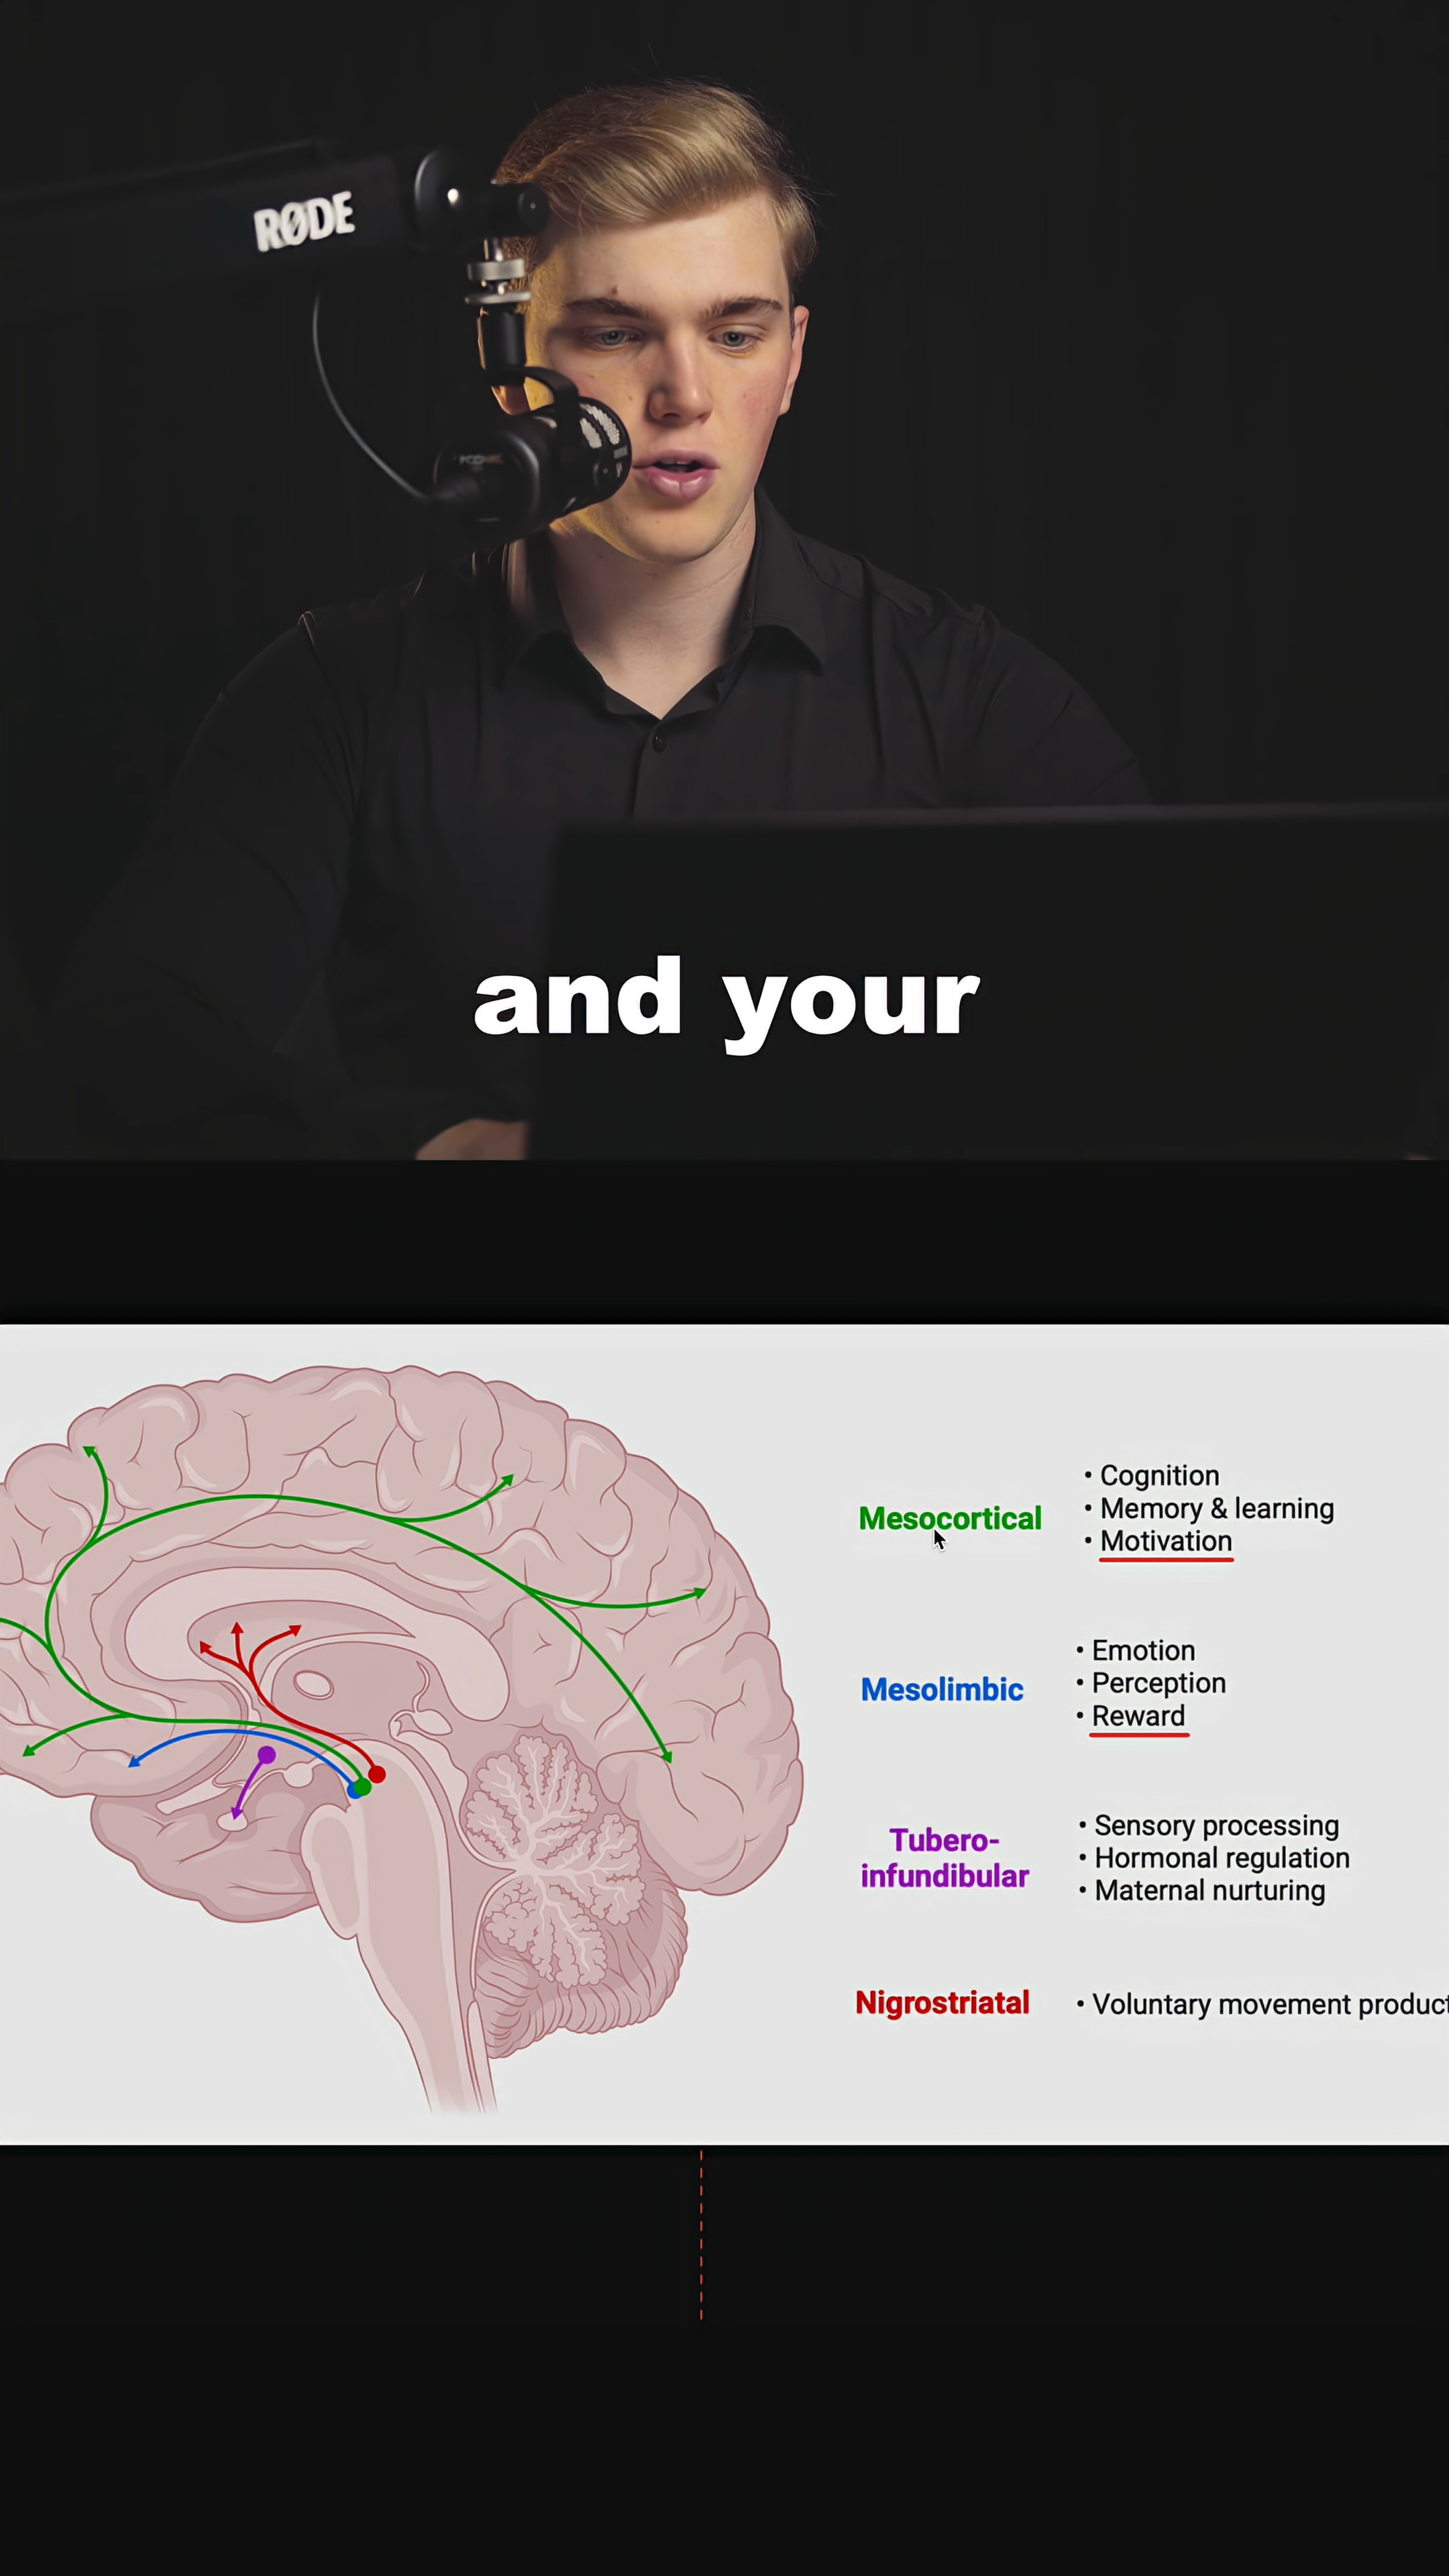 RØDE
and your
Mesocortical
• Cognition
• Memory & learning
• Motivation
Mesolimbic
• Emotion
• Perception
• Reward
Tubero-
infundibular
• Sensory processing
• Hormonal regulation
• Maternal nurturing
Nigrostriatal
• Voluntary movement product